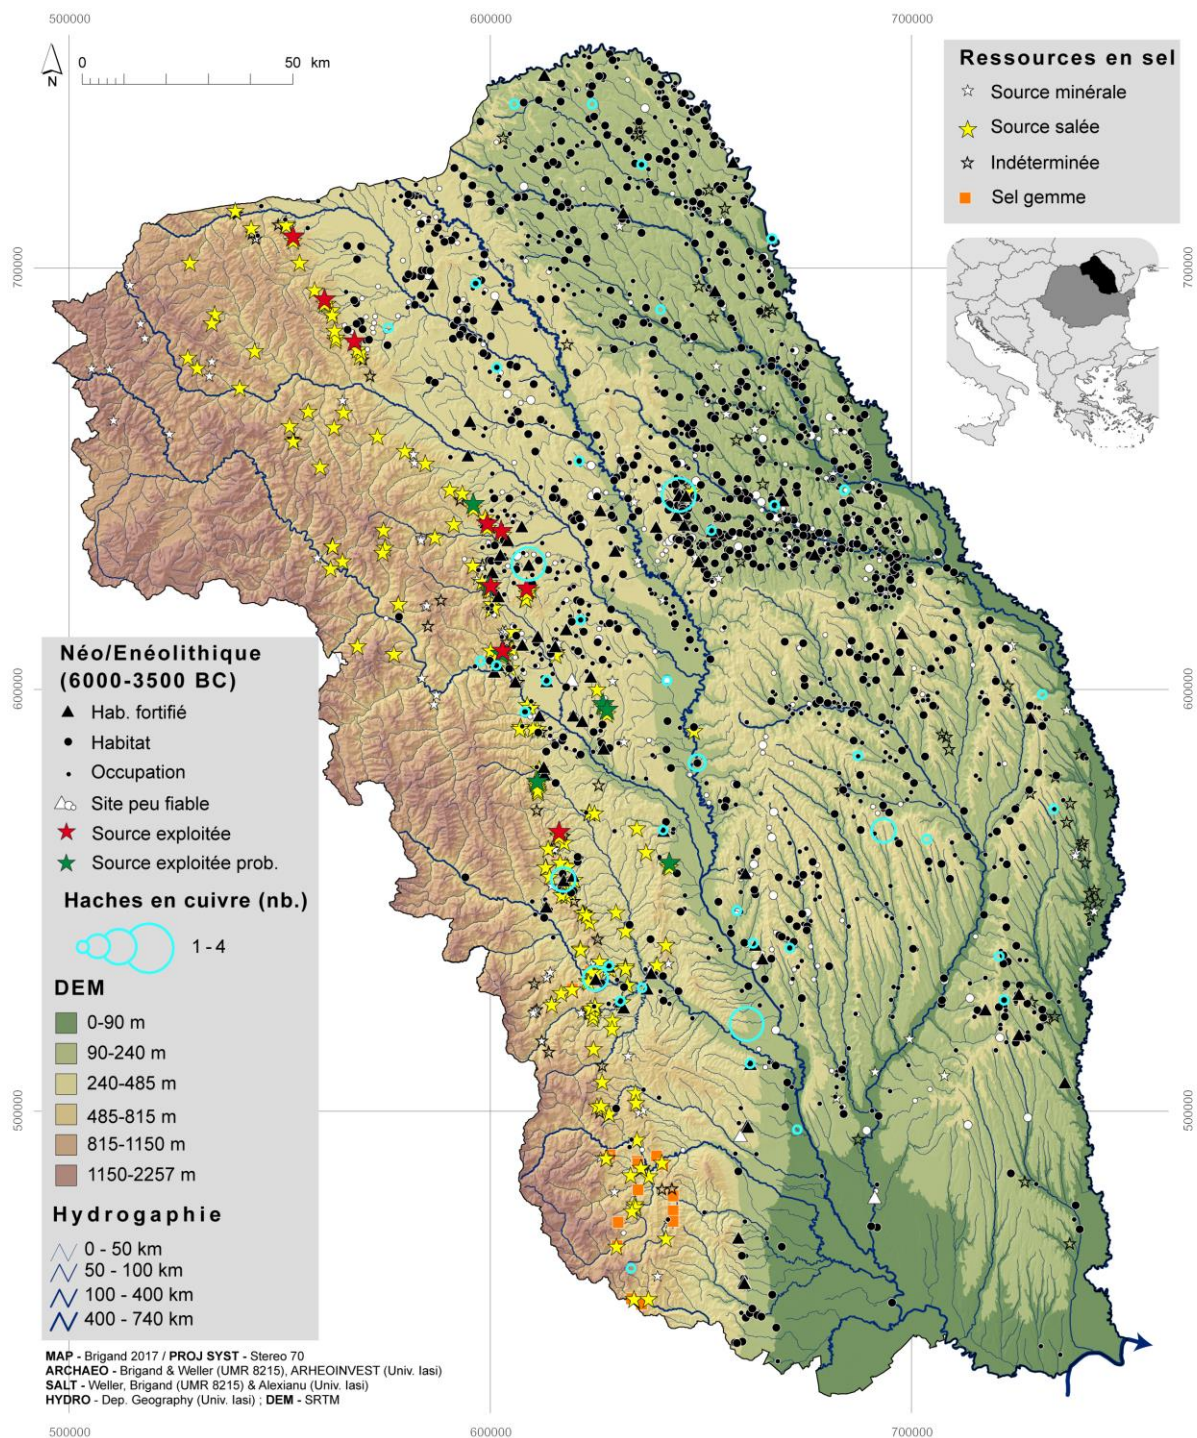 500000
600000
700000
0
50 km
N
Ressources en sel
Source minérale
Source salée
Indéterminée
Sel gemme
700000
700000
Néo/Enéolithique
(6000-3500 BC)
Hab. fortifié
Habitat
Occupation
Site peu fiable
Source exploitée
Source exploitée prob.
Haches en cuivre (nb.)
1 - 4
DEM
0-90 m
90-240 m
240-485 m
485-815 m
815-1150 m
1150-2257 m
Hydrogaphie
0 - 50 km
50 - 100 km
100 - 400 km
400 - 740 km
600000
600000
500000
500000
MAP - Brigand 2017 / PROJ SYST - Stereo 70
ARCHAEO - Brigand & Weller (UMR 8215), ARHEOINVEST (Univ. Iasi)
SALT - Weller, Brigand (UMR 8215) & Alexianu (Univ. Iasi)
HYDRO - Dep. Geography (Univ. Iasi) ; DEM - SRTM
500000
600000
700000